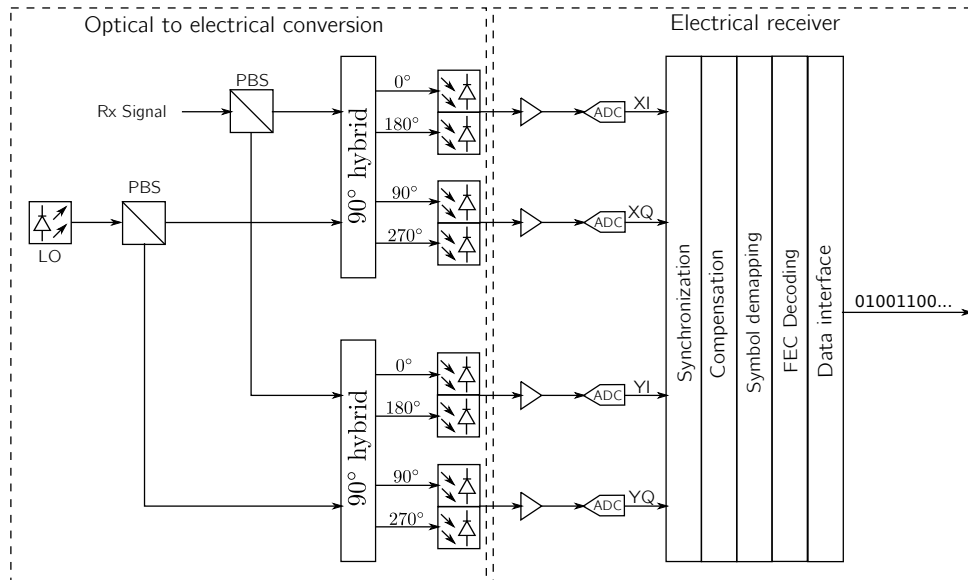 Optical to electrical conversion
Electrical receiver
PBS
Rx Signal
PBS
LO
90° hybrid
0°
180°
90°
270°
90° hybrid
0°
180°
90°
270°
ADC
XI
ADC
XQ
ADC
YI
ADC
YQ
Synchronization
Compensation
Symbol demapping
FEC Decoding
Data interface
01001100...